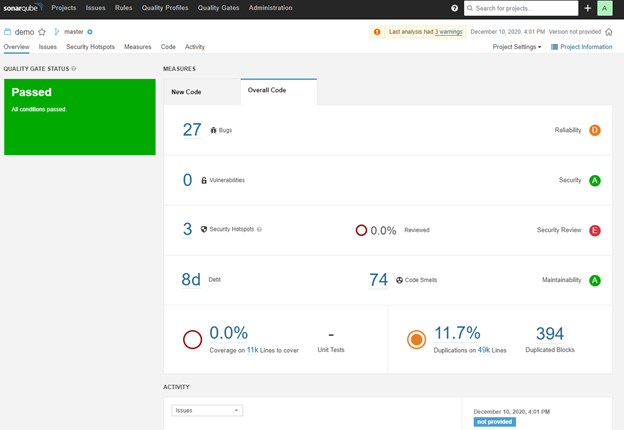 sonarqube Projects Issues Rules Quality Profiles Quality Gates Administration Search for projects... A
demo master Last analysis had 3 warnings December 10, 2020, 4:01 PM Version not provided
Overview Issues Security Hotspots Measures Code Activity Project Settings Project Information
QUALITY GATE STATUS MEASURES
Passed
All conditions passed.
New Code Overall Code
27 Bugs Reliability D
0 Vulnerabilities Security A
3 Security Hotspots 0.0% Reviewed Security Review E
8d Debt 74 Code Smells Maintainability A
0.0% - 11.7% 394
Coverage on 11k Lines to cover Unit Tests Duplications on 49k Lines Duplicated Blocks
ACTIVITY
Issues December 10, 2020, 4:01 PM
not provided